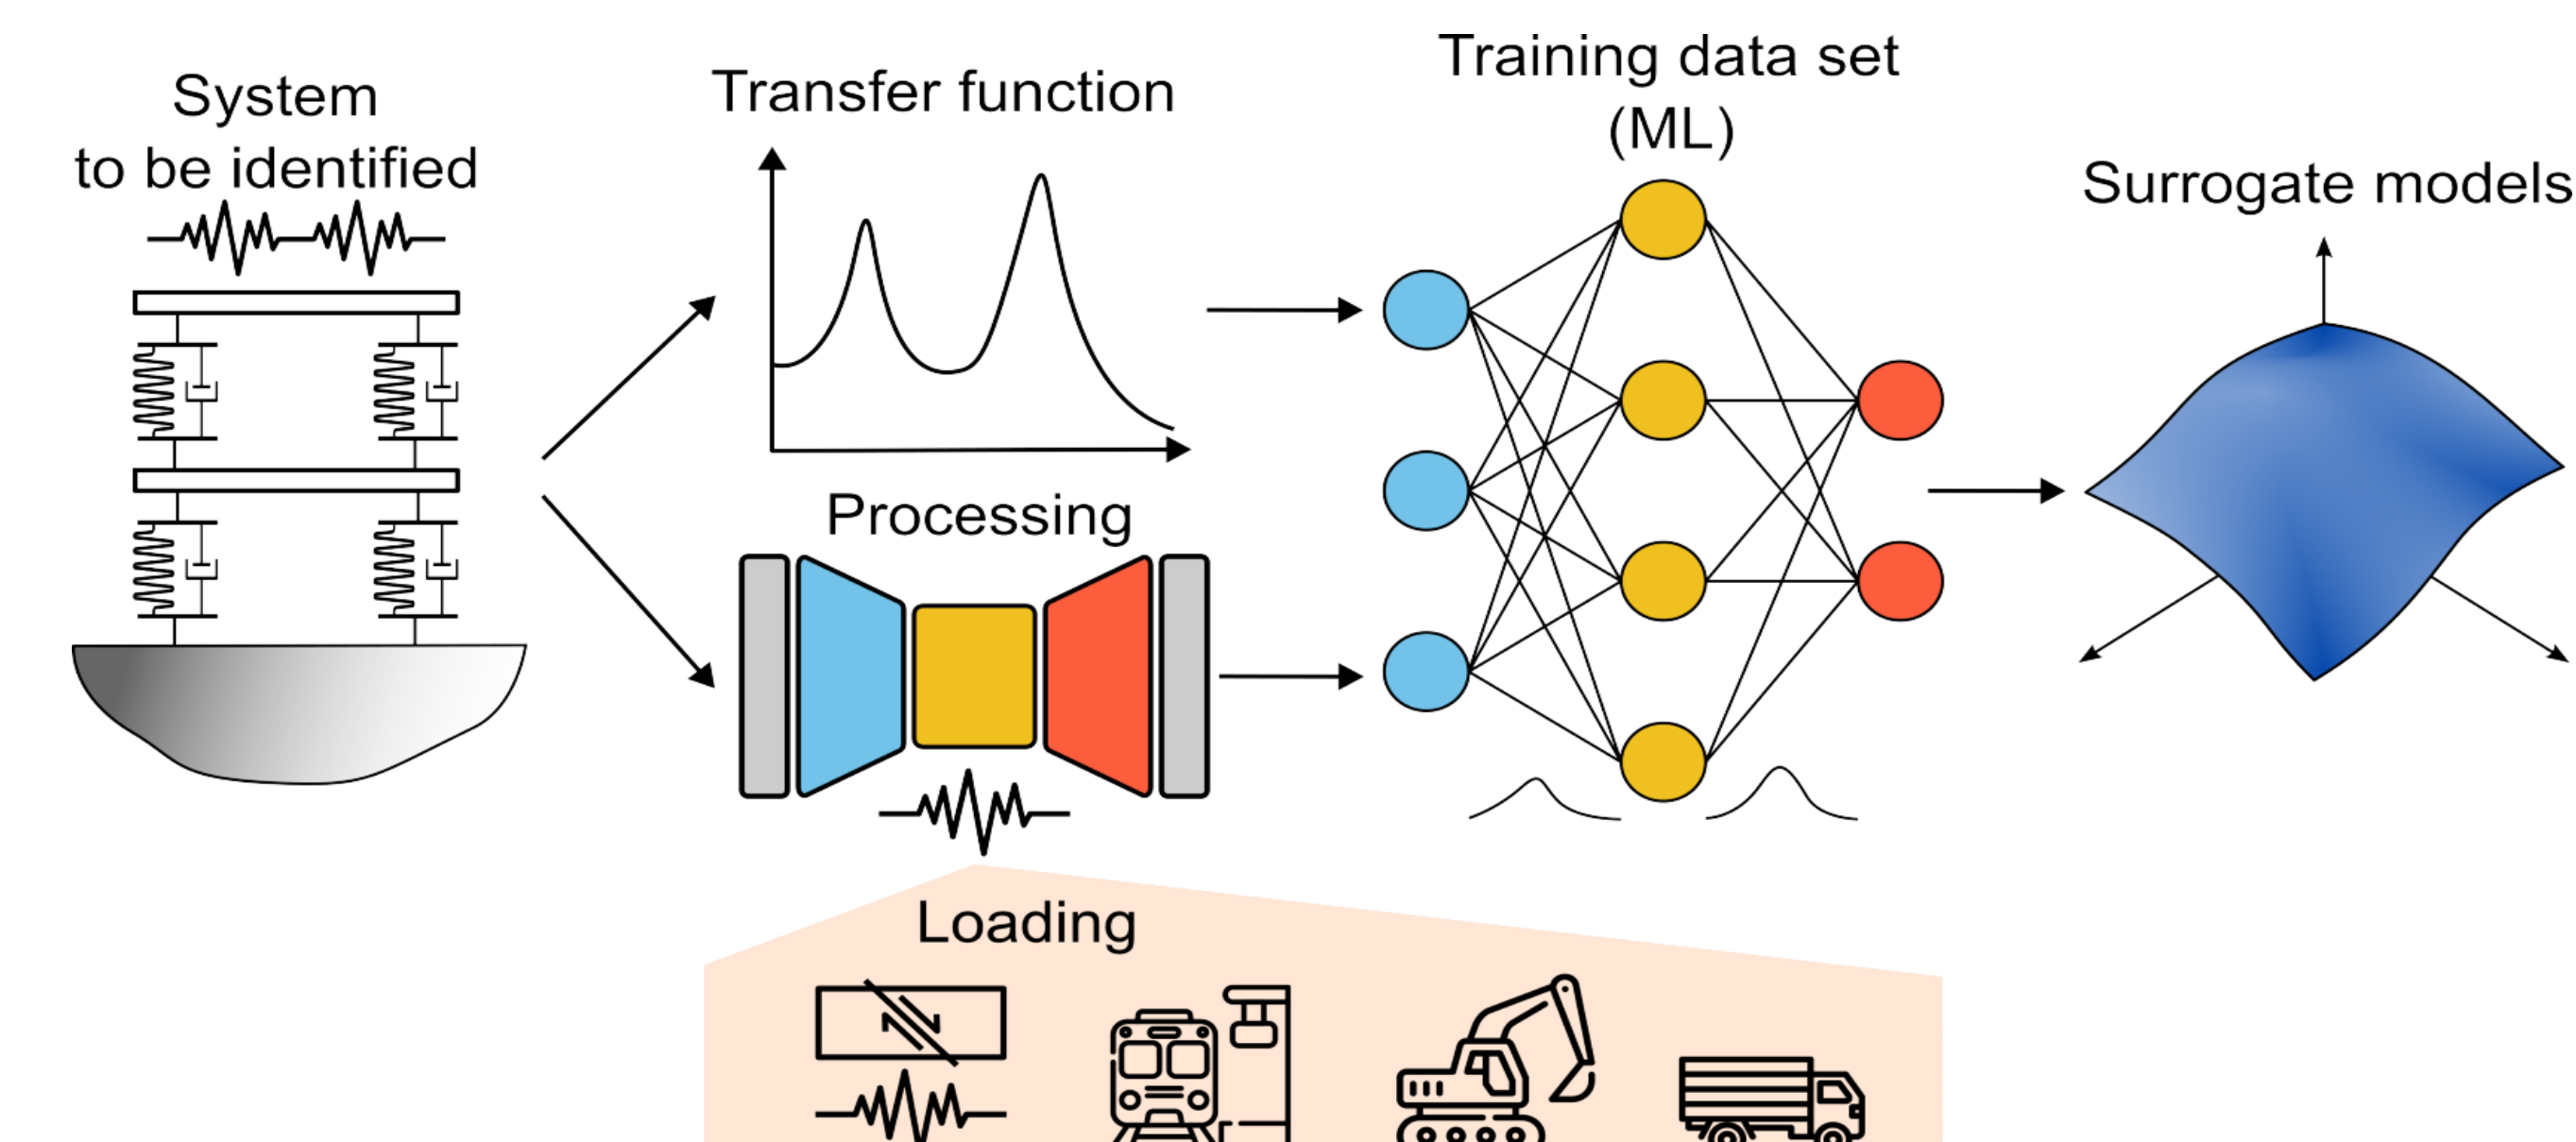 System
to be identified
Transfer function
Processing
Loading
Training data set
(ML)
Surrogate models